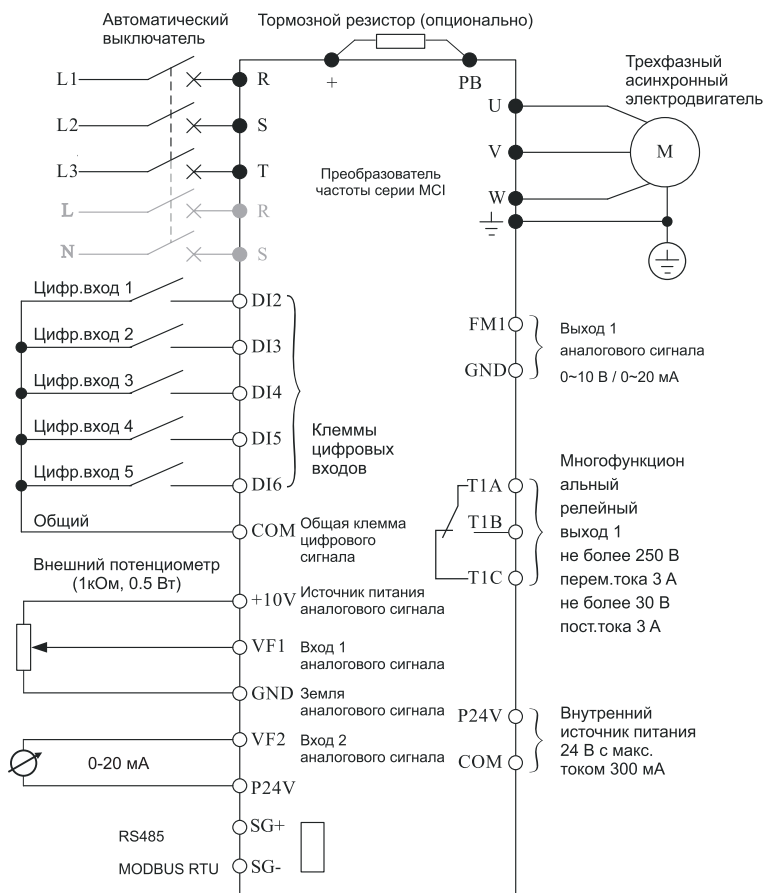 Автоматический
выключатель
Тормозной резистор (опционально)
+
PB
L1
R
L2
S
L3
T
L
R
N
S
Преобразователь
частоты серии MCI
U
V
W
Трехфазный
асинхронный
электродвигатель
M
Цифр.вход 1
DI2
Цифр.вход 2
DI3
Цифр.вход 3
DI4
Цифр.вход 4
DI5
Цифр.вход 5
DI6
Клеммы
цифровых
входов
Общий
COM
Общая клемма
цифрового
сигнала
FM1
GND
Выход 1
аналогового сигнала
0~10 В / 0~20 мА
T1A
T1B
T1C
Многофункцион
альный
релейный
выход 1
не более 250 В
перем.тока 3 А
не более 30 В
пост.тока 3 А
Внешний потенциометр
(1кОм, 0.5 Вт)
+10V
Источник питания
аналогового сигнала
VF1
Вход 1
аналогового сигнала
GND
Земля
аналогового сигнала
VF2
Вход 2
аналогового сигнала
0-20 мА
P24V
P24V
COM
Внутренний
источник питания
24 В с макс.
током 300 мА
RS485
MODBUS RTU
SG+
SG-